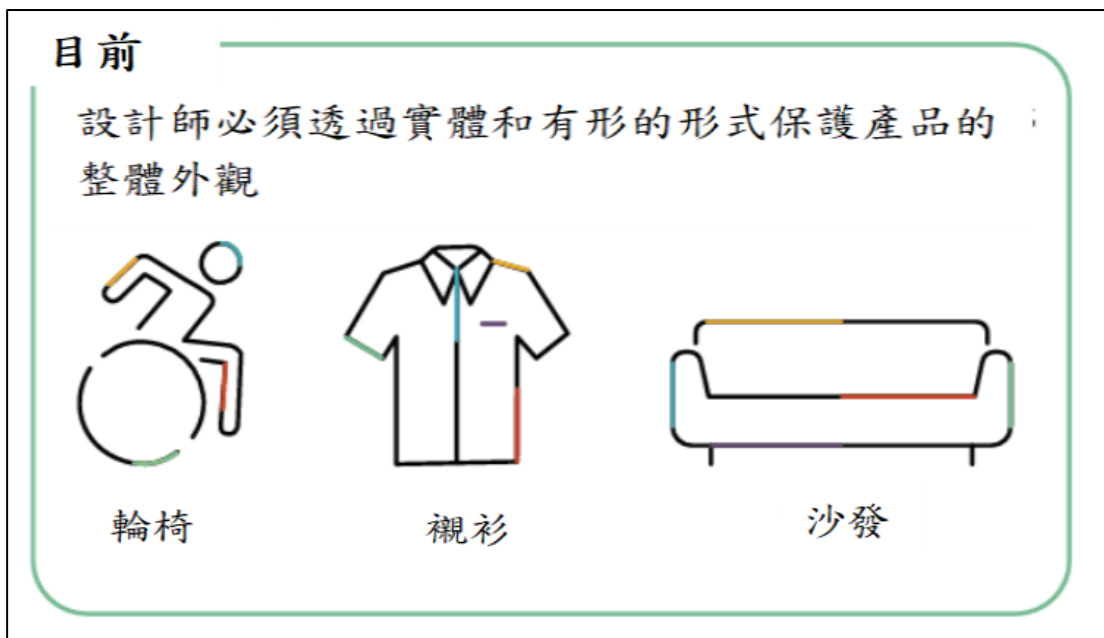 目前
設計師必須透過實體和有形的形式保護產品的
整體外觀
輪椅
襯衫
沙發